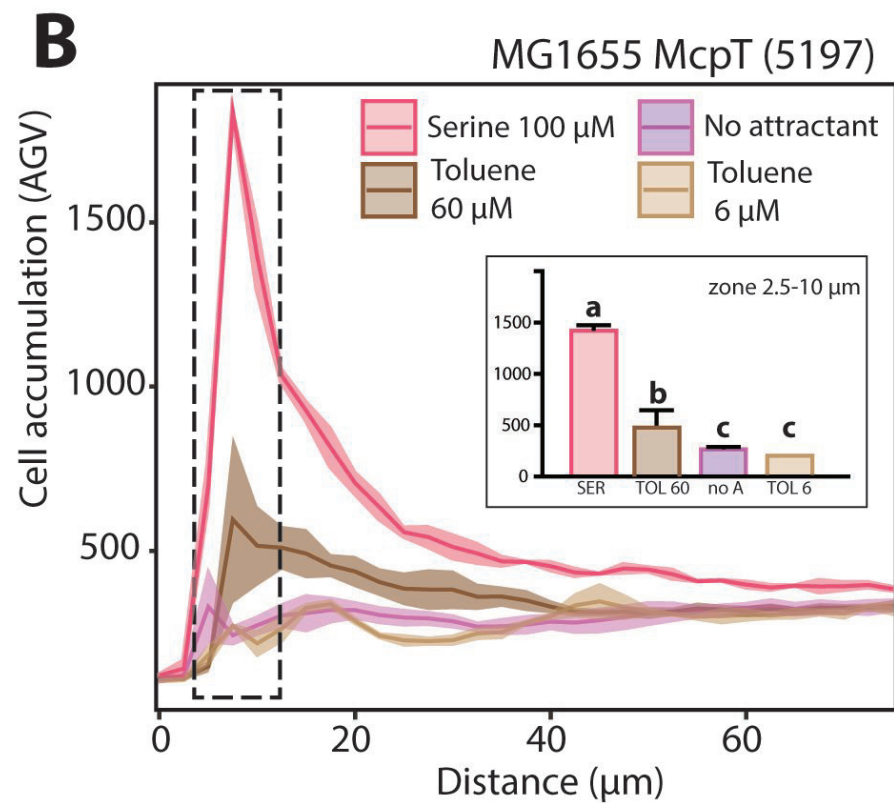 B
MG1655 McpT (5197)
Cell accumulation (AGV)
1500
1000
500
Serine 100 μM
No attractant
Toluene
60 μM
Toluene
6 μM
zone 2.5-10 μm
1500
1000
500
0
a
b
c
c
SER
TOL 60
no A
TOL 6
0
20
40
60
Distance (μm)